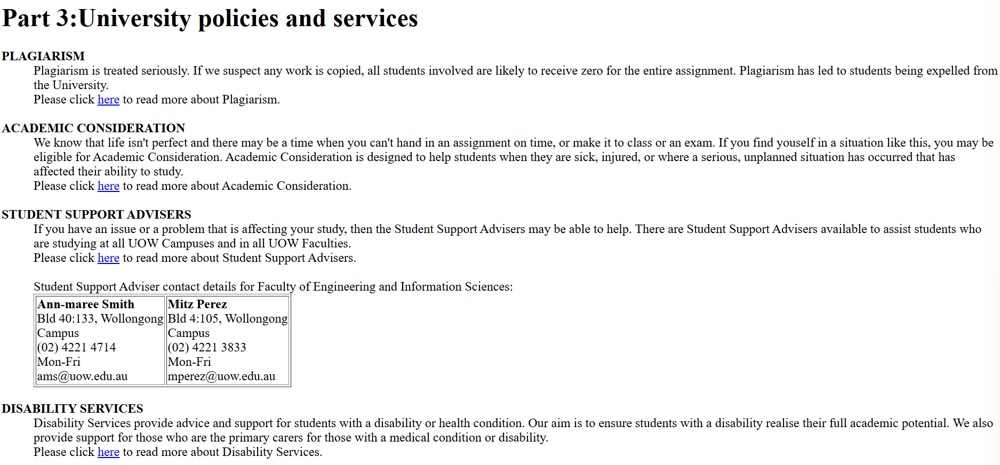 Part 3:University policies and services
PLAGIARISM
Plagiarism is treated seriously. If we suspect any work is copied, all students involved are likely to receive zero for the entire assignment. Plagiarism has led to students being expelled from
the University.
Please click here to read more about Plagiarism.
ACADEMIC CONSIDERATION
We know that life isn't perfect and there may be a time when you can't hand in an assignment on time, or make it to class or an exam. If you find youself in a situation like this, you may be
eligible for Academic Consideration. Academic Consideration is designed to help students when they are sick, injured, or where a serious, unplanned situation has occurred that has
affected their ability to study.
Please click here to read more about Academic Consideration.
STUDENT SUPPORT ADVISERS
If you have an issue or a problem that is affecting your study, then the Student Support Advisers may be able to help. There are Student Support Advisers available to assist students who
are studying at all UOW Campuses and in all UOW Faculties.
Please click here to read more about Student Support Advisers.
Student Support Adviser contact details for Faculty of Engineering and Information Sciences:
Ann-maree Smith
Bld 40:133, Wollongong
Campus
(02) 4221 4714
Mon-Fri
ams@uow.edu.au
Mitz Perez
Bld 4:105, Wollongong
Campus
(02) 4221 3833
Mon-Fri
mperez@uow.edu.au
DISABILITY SERVICES
Disability Services provide advice and support for students with a disability or health condition. Our aim is to ensure students with a disability realise their full academic potential. We also
provide support for those who are the primary carers for those with a medical condition or disability.
Please click here to read more about Disability Services.